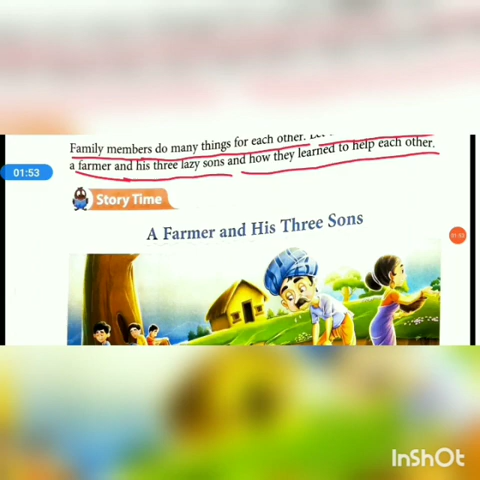 Family members do many things for each other.
a farmer and his three lazy sons and how they learned to help each other.
01:53
Story Time
01:53
A Farmer and His Three Sons
InShOt